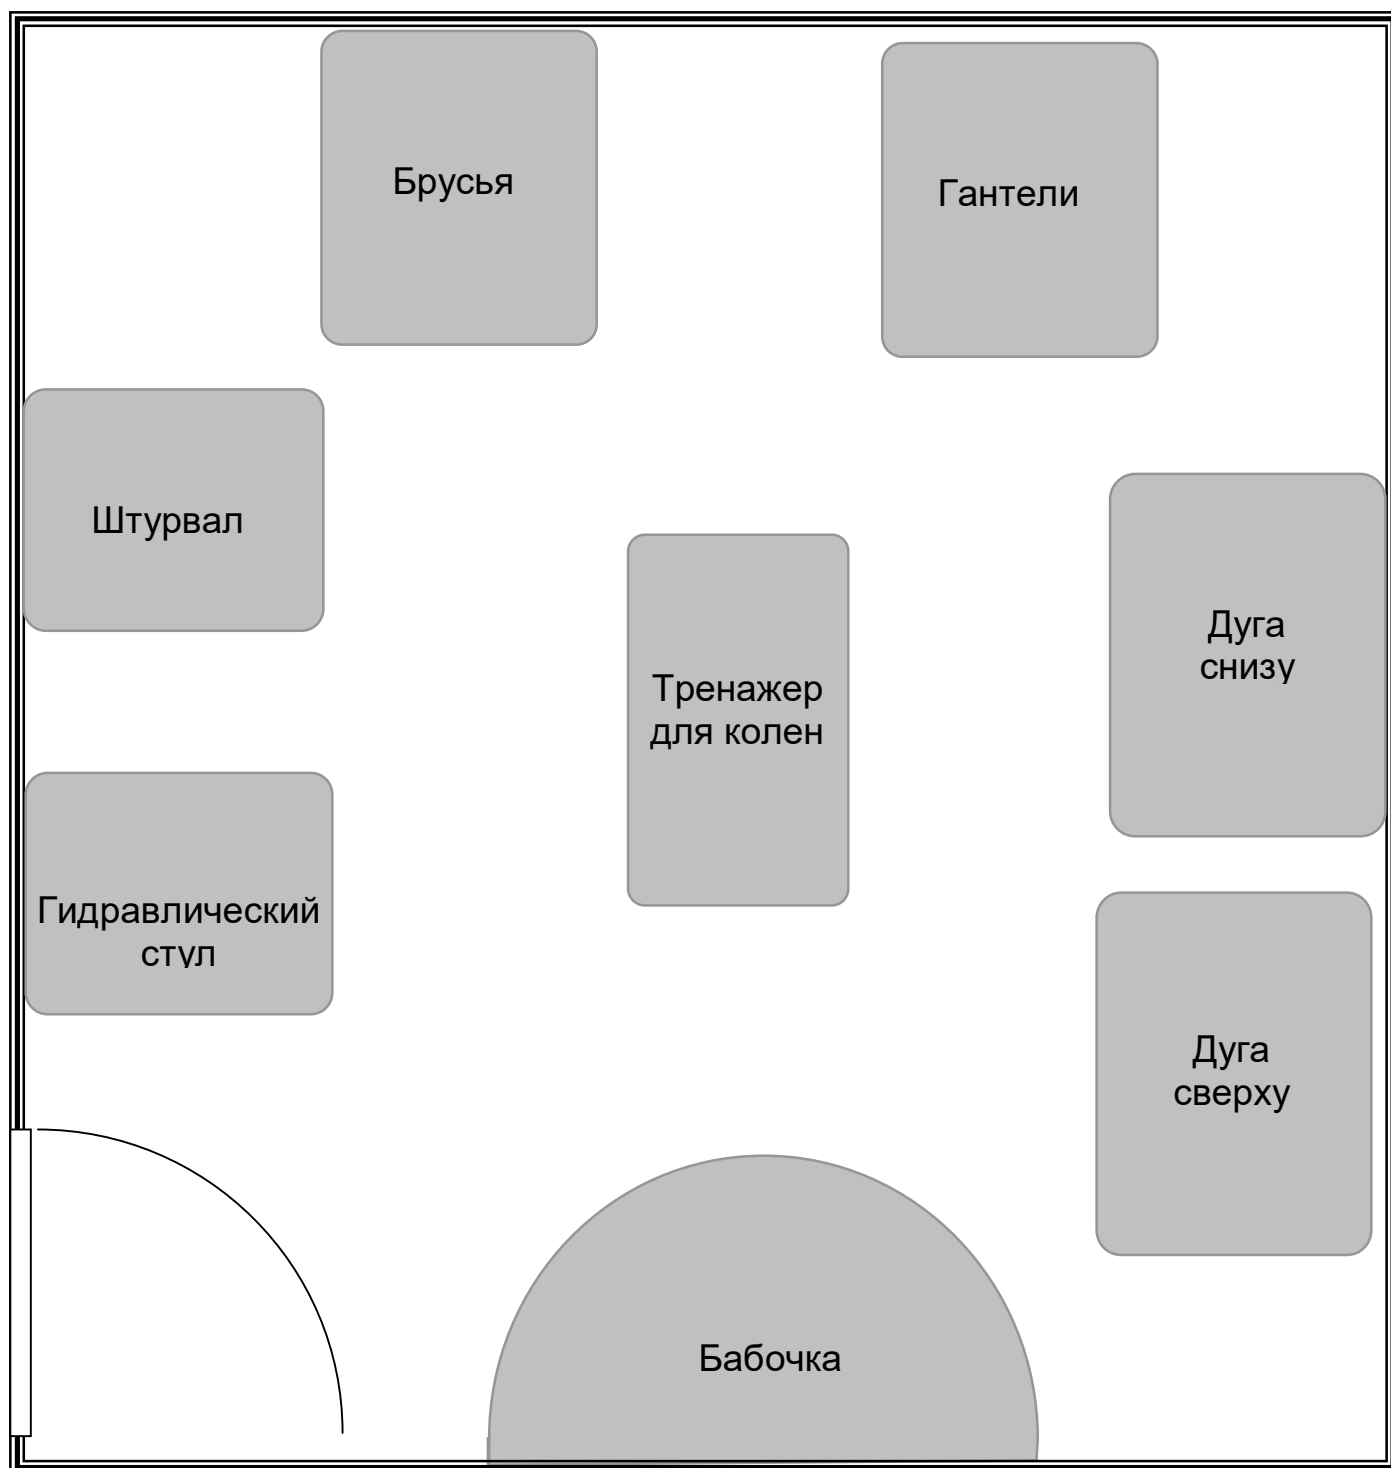 Брусья
Гантели
Штурвал
Дуга
снизу
Тренажер
для колен
Гидравлический
стул
Дуга
сверху
Бабочка